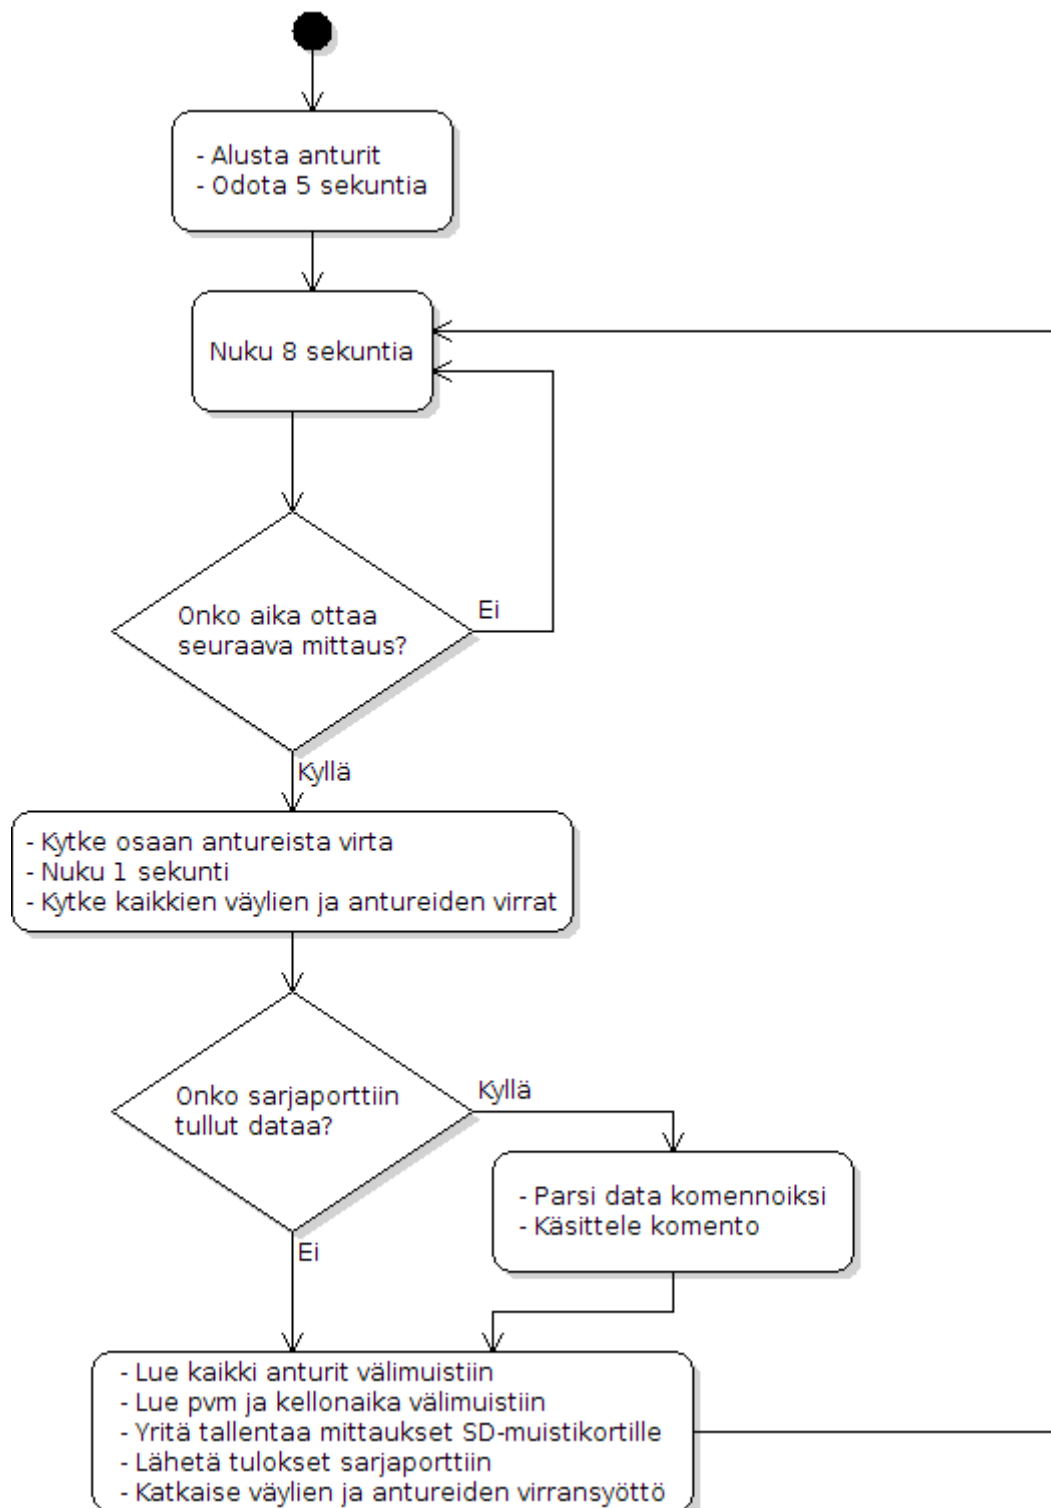 - Alusta anturit
- Odota 5 sekuntia
Nuku 8 sekuntia
Onko aika ottaa
seuraava mittaus?
Ei
Kyllä
- Kytke osaan antureista virta
- Nuku 1 sekunti
- Kytke kaikkien väylien ja antureiden virrat
Onko sarjaporttiin
tullut dataa?
Kyllä
- Parsi data komennoiksi
- Käsittele komento
Ei
- Lue kaikki anturit välimuistiin
- Lue pvm ja kellonaika välimuistiin
- Yritä tallentaa mittaukset SD-muistikortille
- Lähetä tulokset sarjaporttiin
- Katkaise väylien ja antureiden virransyöttö